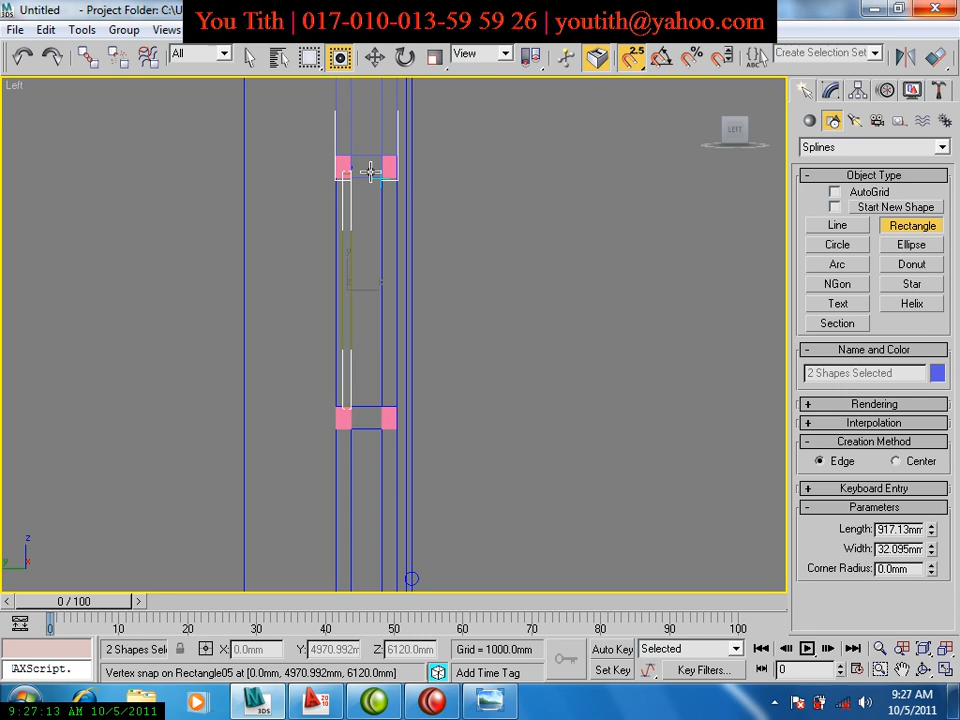 Untitled - Project Folder: C:\U
You Tith | 017-010-013-59 59 26 | youtith@yahoo.com
File Edit Tools Group Views
All
View
2.5
Create Selection Set
Left
LEFT
Splines
- Object Type
AutoGrid
Start New Shape
Line Rectangle
Circle Ellipse
Arc Donut
NGon Star
Text Helix
Section
- Name and Color
2 Shapes Selected
+ Rendering
+ Interpolation
- Creation Method
Edge Center
+ Keyboard Entry
- Parameters
Length: 917.13mm
Width: 32.095mm
Corner Radius: 0.0mm
z
y x
< 0 / 100 >
0 10 20 30 40 50 60 70 80 90 100
2 Shapes Sel X: 0.0mm Y: 4970.992m Z: 6120.0mm Grid = 1000.0mm Auto Key Selected
AXScript. Vertex snap on Rectangle05 at [0.0mm, 4970.992mm, 6120.0mm] Add Time Tag Set Key Key Filters... 0
9:27 AM
10/5/2011
9:27:13 AM 10/5/2011